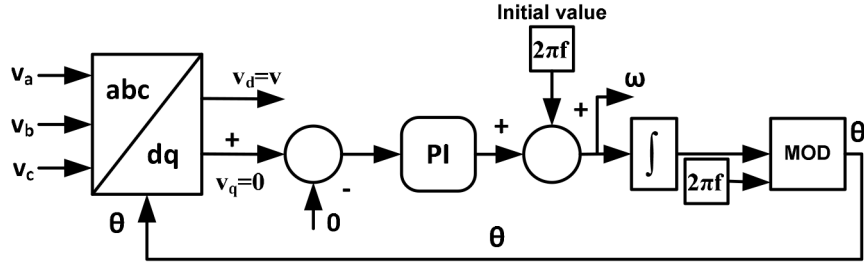 Initial value
2πf
va
vb
vc
abc
dq
vd=v
+
vq=0
-
0
PI
+
+
ω
∫
2πf
MOD
θ
θ
θ